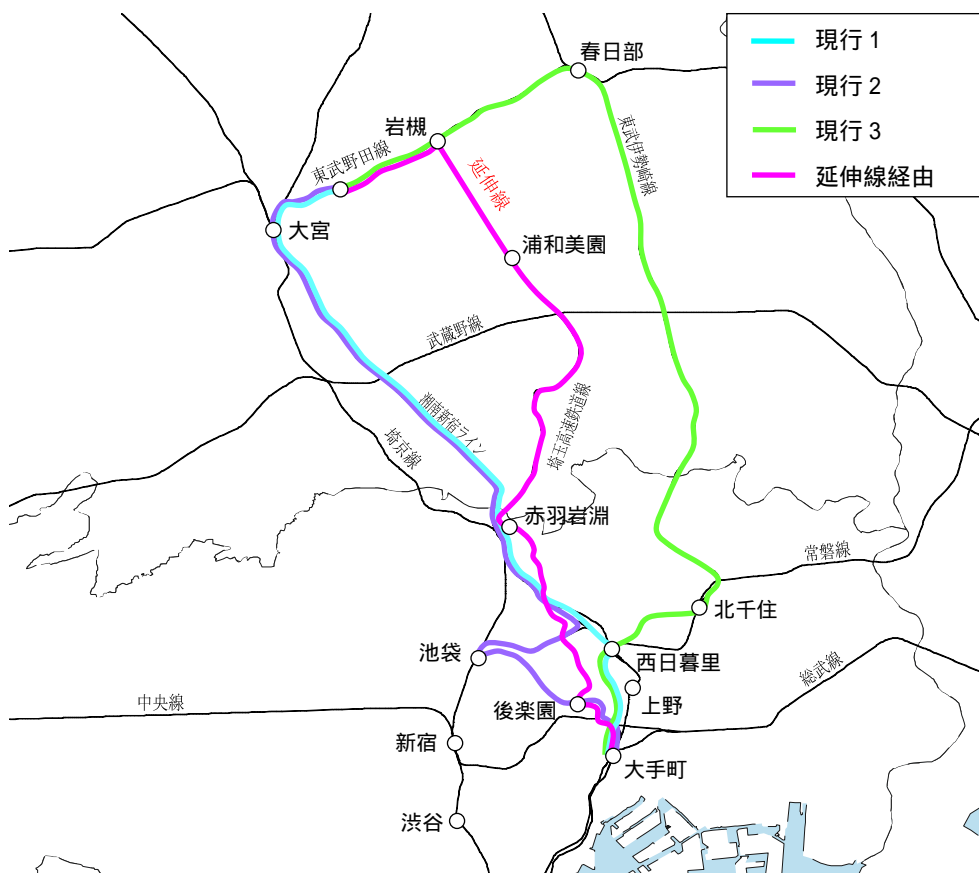 現行1
現行2
現行3
延伸線経由
春日部
岩槻
東武野田線
東武伊勢崎線
延伸線
大宮
浦和美園
武蔵野線
湘南新宿ライン
埼玉高速鉄道線
埼京線
赤羽岩淵
常磐線
北千住
池袋
西日暮里
総武線
上野
後楽園
中央線
新宿
大手町
渋谷